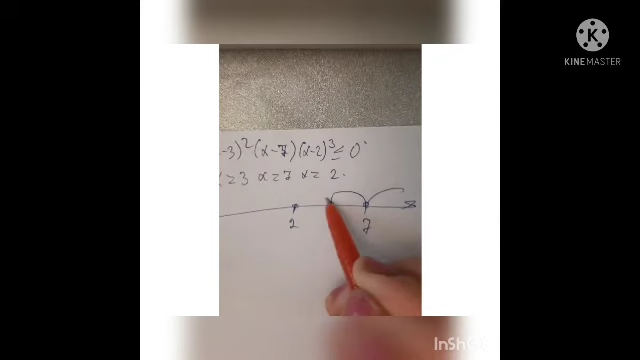 KINEMASTER
-3)² (x-7)(x-2)³ ≤ 0
x=3 x=7 x= 2.
2 7
InSh